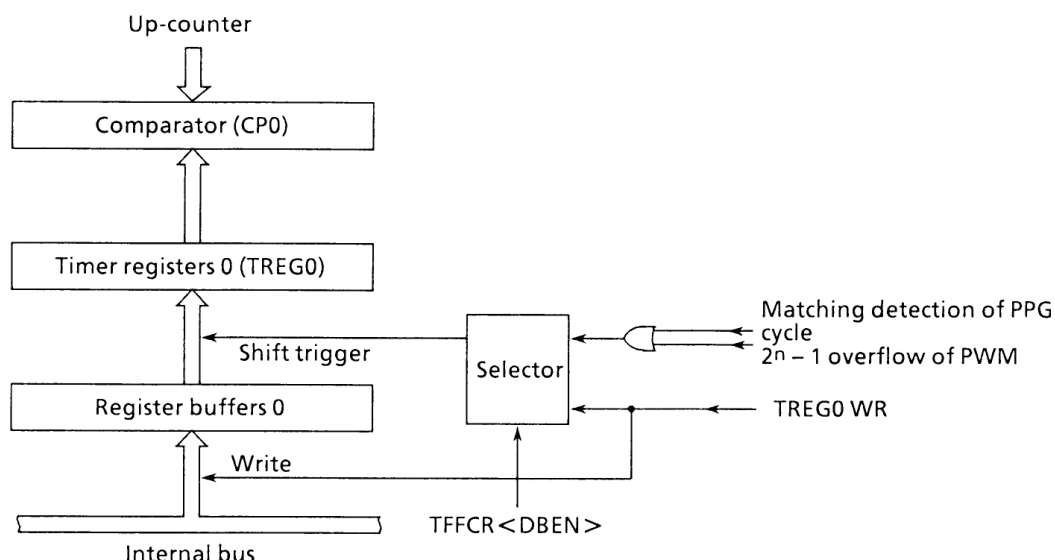 Up-counter
Comparator (CP0)
Timer registers 0 (TREG0)
Matching detection of PPG
cycle
2ⁿ – 1 overflow of PWM
Shift trigger
Selector
Register buffers 0
TREG0 WR
Write
TFFCR<DBEN>
Internal bus